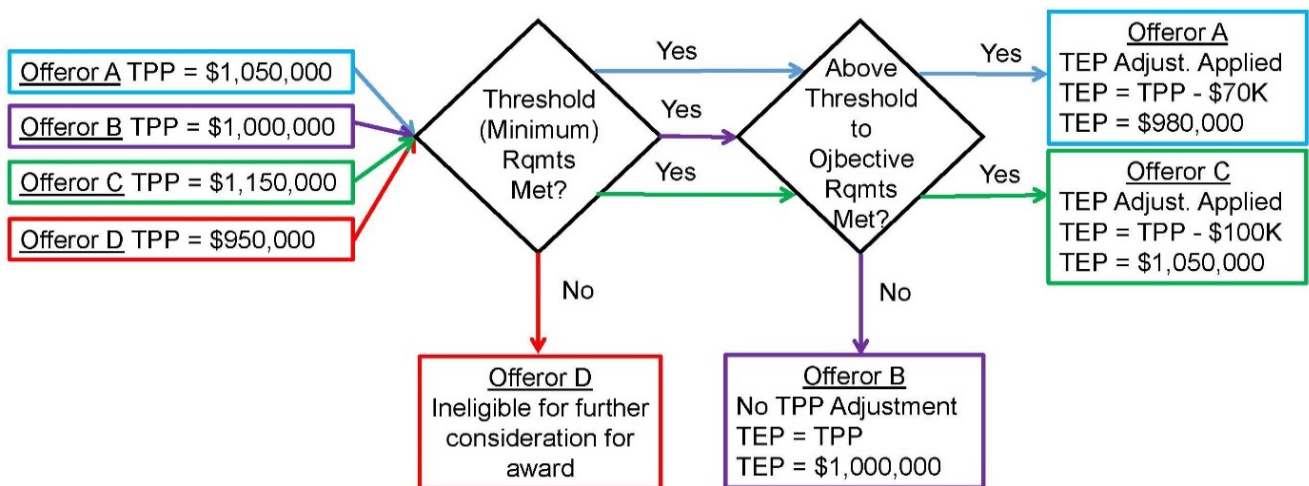 Offeror A TPP = $1,050,000
Offeror B TPP = $1,000,000
Offeror C TPP = $1,150,000
Offeror D TPP = $950,000
Threshold
(Minimum)
Rqmts
Met?
Yes
Yes
Yes
No
Above
Threshold
to
Ojbective
Rqmts
Met?
Yes
Yes
No
Offeror A
TEP Adjust. Applied
TEP = TPP - $70K
TEP = $980,000
Offeror C
TEP Adjust. Applied
TEP = TPP - $100K
TEP = $1,050,000
Offeror D
Ineligible for further
consideration for
award
Offeror B
No TPP Adjustment
TEP = TPP
TEP = $1,000,000